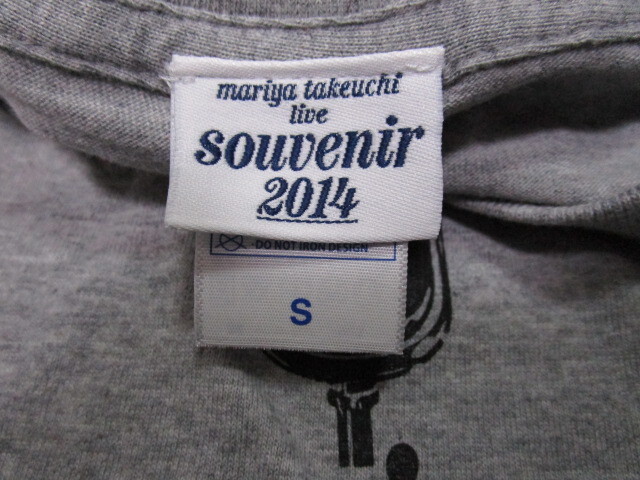 mariya takeuchi
live
souvenir
2014
DO NOT IRON DESIGN
S